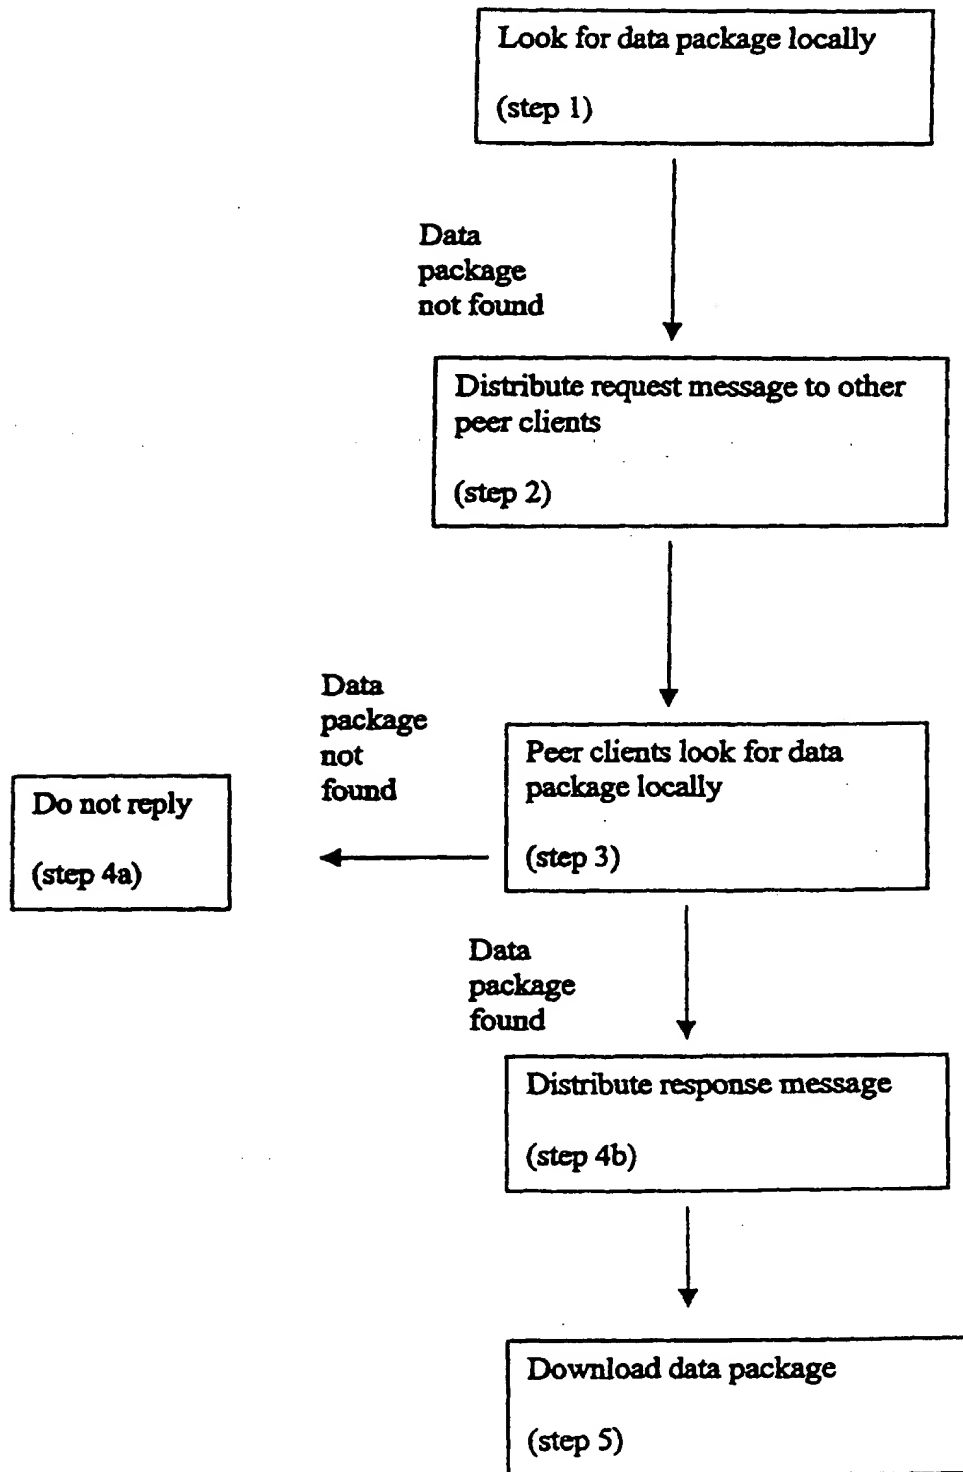 Look for data package locally
(step 1)
Data
package
not found
Distribute request message to other
peer clients
(step 2)
Data
package
not
found
Peer clients look for data
package locally
(step 3)
Do not reply
(step 4a)
Data
package
found
Distribute response message
(step 4b)
Download data package
(step 5)